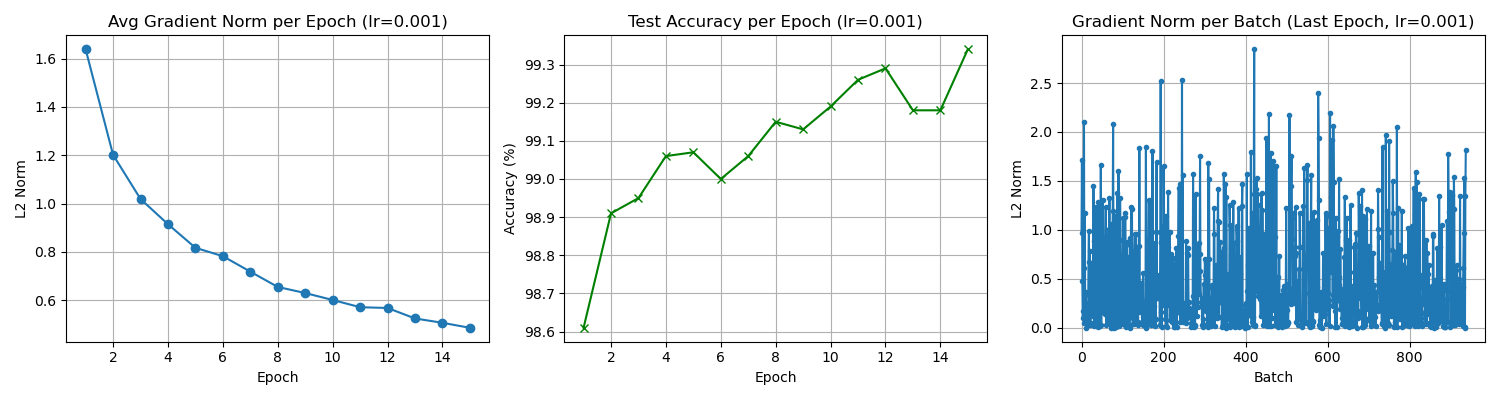 Avg Gradient Norm per Epoch (lr=0.001)
L2 Norm
1.6
1.4
1.2
1.0
0.8
0.6
2 4 6 8 10 12 14
Epoch
Test Accuracy per Epoch (lr=0.001)
Accuracy (%)
99.3
99.2
99.1
99.0
98.9
98.8
98.7
98.6
2 4 6 8 10 12 14
Epoch
Gradient Norm per Batch (Last Epoch, lr=0.001)
L2 Norm
2.5
2.0
1.5
1.0
0.5
0.0
0 200 400 600 800
Batch